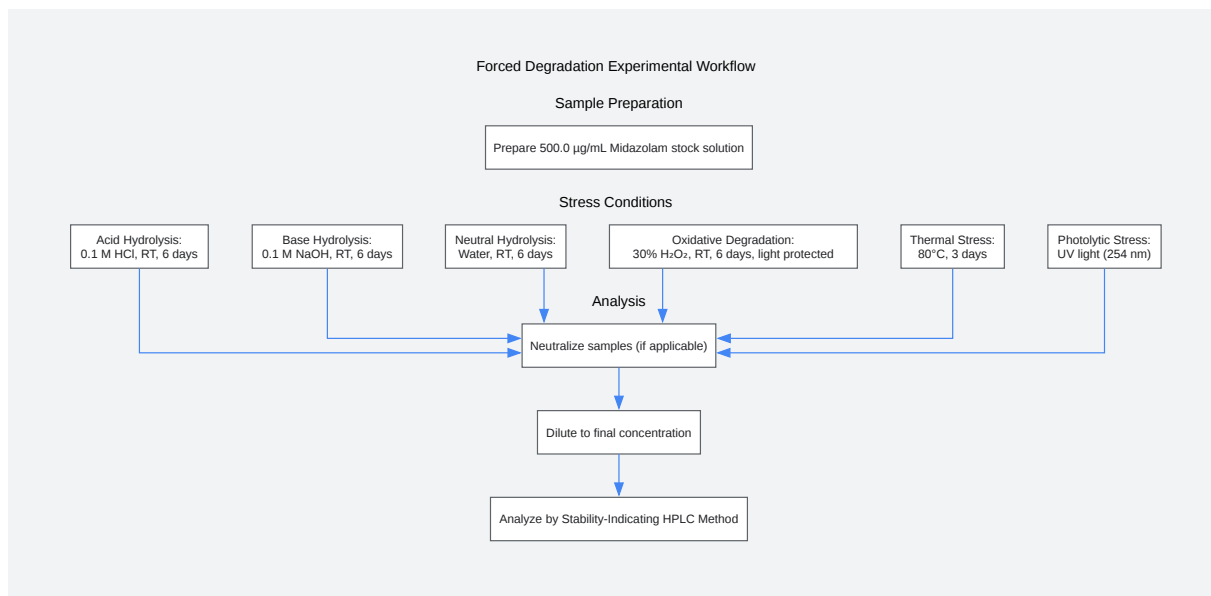 Forced Degradation Experimental Workflow
Sample Preparation
Prepare 500.0 µg/mL Midazolam stock solution
Stress Conditions
Acid Hydrolysis:
0.1 M HCl, RT, 6 days
Base Hydrolysis:
0.1 M NaOH, RT, 6 days
Neutral Hydrolysis:
Water, RT, 6 days
Oxidative Degradation:
30% H₂O₂, RT, 6 days, light protected
Thermal Stress:
80°C, 3 days
Photolytic Stress:
UV light (254 nm)
Analysis
Neutralize samples (if applicable)
Dilute to final concentration
Analyze by Stability-Indicating HPLC Method